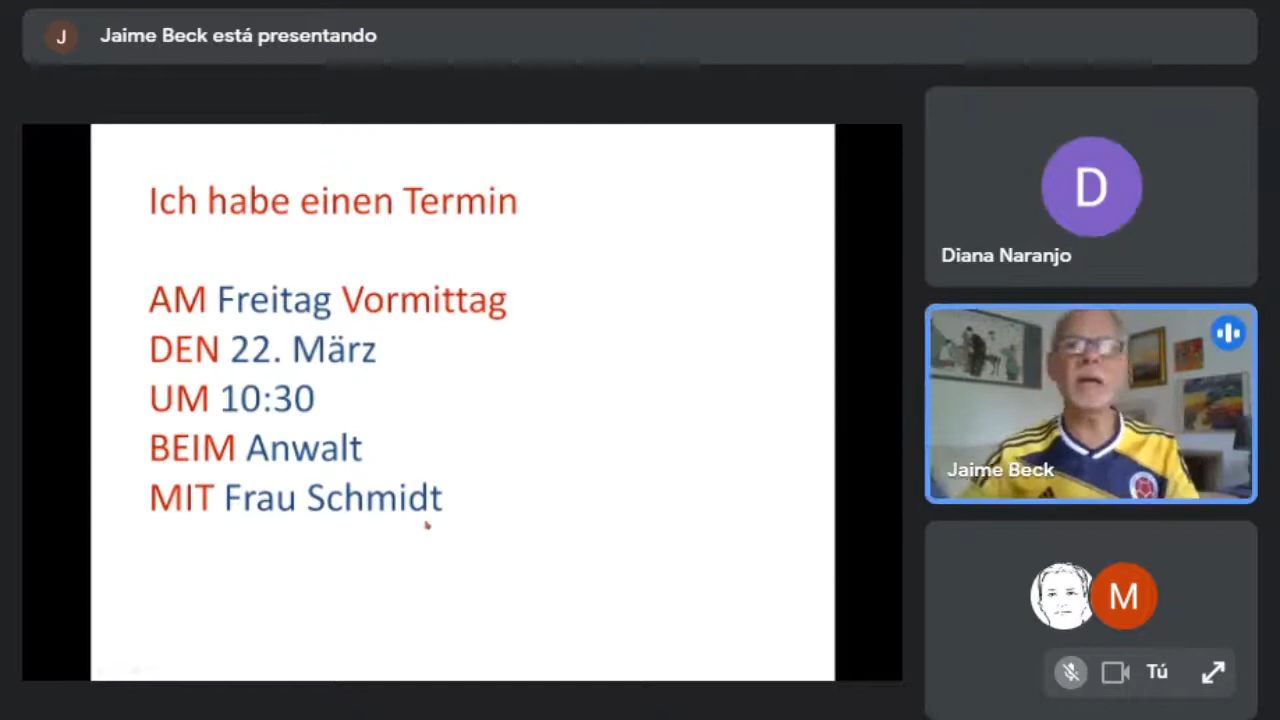 J Jaime Beck está presentando
Ich habe einen Termin
AM Freitag Vormittag
DEN 22. März
UM 10:30
BEIM Anwalt
MIT Frau Schmidt
D
Diana Naranjo
Jaime Beck
M
Tú